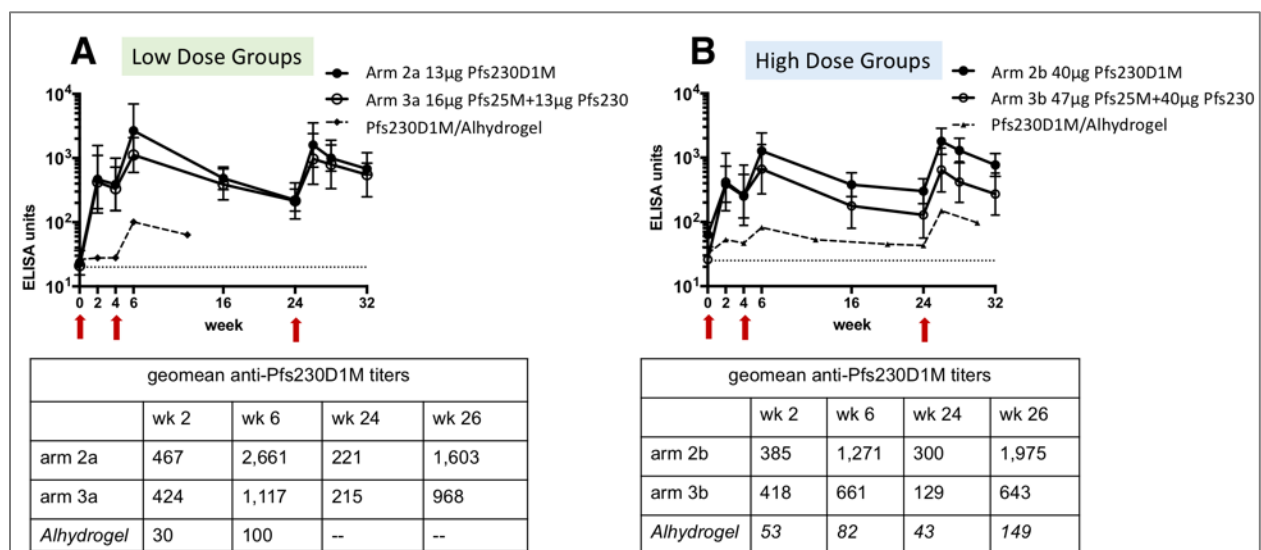 A
Low Dose Groups
Arm 2a 13µg Pfs230D1M
Arm 3a 16µg Pfs25M+13µg Pfs230
Pfs230D1M/Alhydrogel
ELISA units
10⁴
10³
10²
10¹
0 2 4 6 16 24 32
week
geomean anti-Pfs230D1M titers
wk 2 wk 6 wk 24 wk 26
arm 2a 467 2,661 221 1,603
arm 3a 424 1,117 215 968
Alhydrogel 30 100 -- --
B
High Dose Groups
Arm 2b 40µg Pfs230D1M
Arm 3b 47µg Pfs25M+40µg Pfs230
Pfs230D1M/Alhydrogel
ELISA units
10⁴
10³
10²
10¹
0 2 4 6 16 24 32
week
geomean anti-Pfs230D1M titers
wk 2 wk 6 wk 24 wk 26
arm 2b 385 1,271 300 1,975
arm 3b 418 661 129 643
Alhydrogel 53 82 43 149